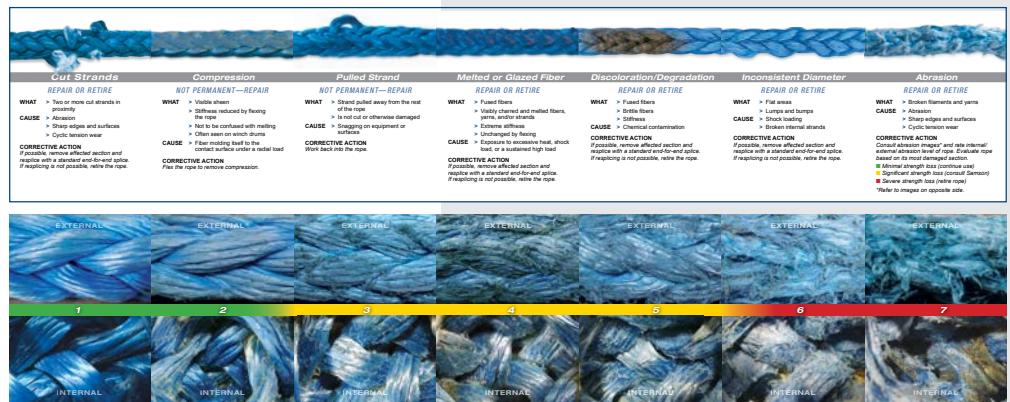 Cut Strands
REPAIR OR RETIRE
WHAT > Two or more cut strands in
proximity
CAUSE > Abrasion
> Sharp edges and surfaces
> Cyclic tension wear
CORRECTIVE ACTION
If possible, remove affected section and
resplice with a standard end-for-end splice.
If resplicing is not possible, retire the rope.
Compression
NOT PERMANENT—REPAIR
WHAT > Visible sheen
> Stiffness reduced by flexing
the rope
> Not to be confused with melting
> Often seen on winch drums
CAUSE > Fiber molding itself to the
contact surface under a radial load
CORRECTIVE ACTION
Flex the rope to remove compression.
Pulled Strand
NOT PERMANENT—REPAIR
WHAT > Strand pulled away from the rest
of the rope
> Is not cut or otherwise damaged
CAUSE > Snagging on equipment or
surfaces
CORRECTIVE ACTION
Work back into the rope.
Melted or Glazed Fiber
REPAIR OR RETIRE
WHAT > Fused fibers
> Visibly charred and melted fibers,
yarns, and/or strands
> Extreme stiffness
> Unchanged by flexing
CAUSE > Exposure to excessive heat, shock
load, or a sustained high load
CORRECTIVE ACTION
If possible, remove affected section and
resplice with a standard end-for-end splice.
If resplicing is not possible, retire the rope.
Discoloration/Degradation
REPAIR OR RETIRE
WHAT > Fused fibers
> Brittle fibers
> Stiffness
CAUSE > Chemical contamination
CORRECTIVE ACTION
If possible, remove affected section and
resplice with a standard end-for-end splice.
If resplicing is not possible, retire the rope.
Inconsistent Diameter
REPAIR OR RETIRE
WHAT > Flat areas
> Lumps and bumps
CAUSE > Shock loading
> Broken internal strands
CORRECTIVE ACTION
If possible, remove affected section and
resplice with a standard end-for-end splice.
If resplicing is not possible, retire the rope.
Abrasion
REPAIR OR RETIRE
WHAT > Broken filaments and yarns
CAUSE > Abrasion
> Sharp edges and surfaces
> Cyclic tension wear
CORRECTIVE ACTION
Consult abrasion images* and rate internal/
external abrasion level of rope. Evaluate rope
based on its most damaged section.
Minimal strength loss (continue use)
Significant strength loss (consult Samson)
Severe strength loss (retire rope)
*Refer to images on opposite side.
EXTERNAL EXTERNAL EXTERNAL EXTERNAL EXTERNAL EXTERNAL EXTERNAL
1 2 3 4 5 6 7
INTERNAL INTERNAL INTERNAL INTERNAL INTERNAL INTERNAL INTERNAL